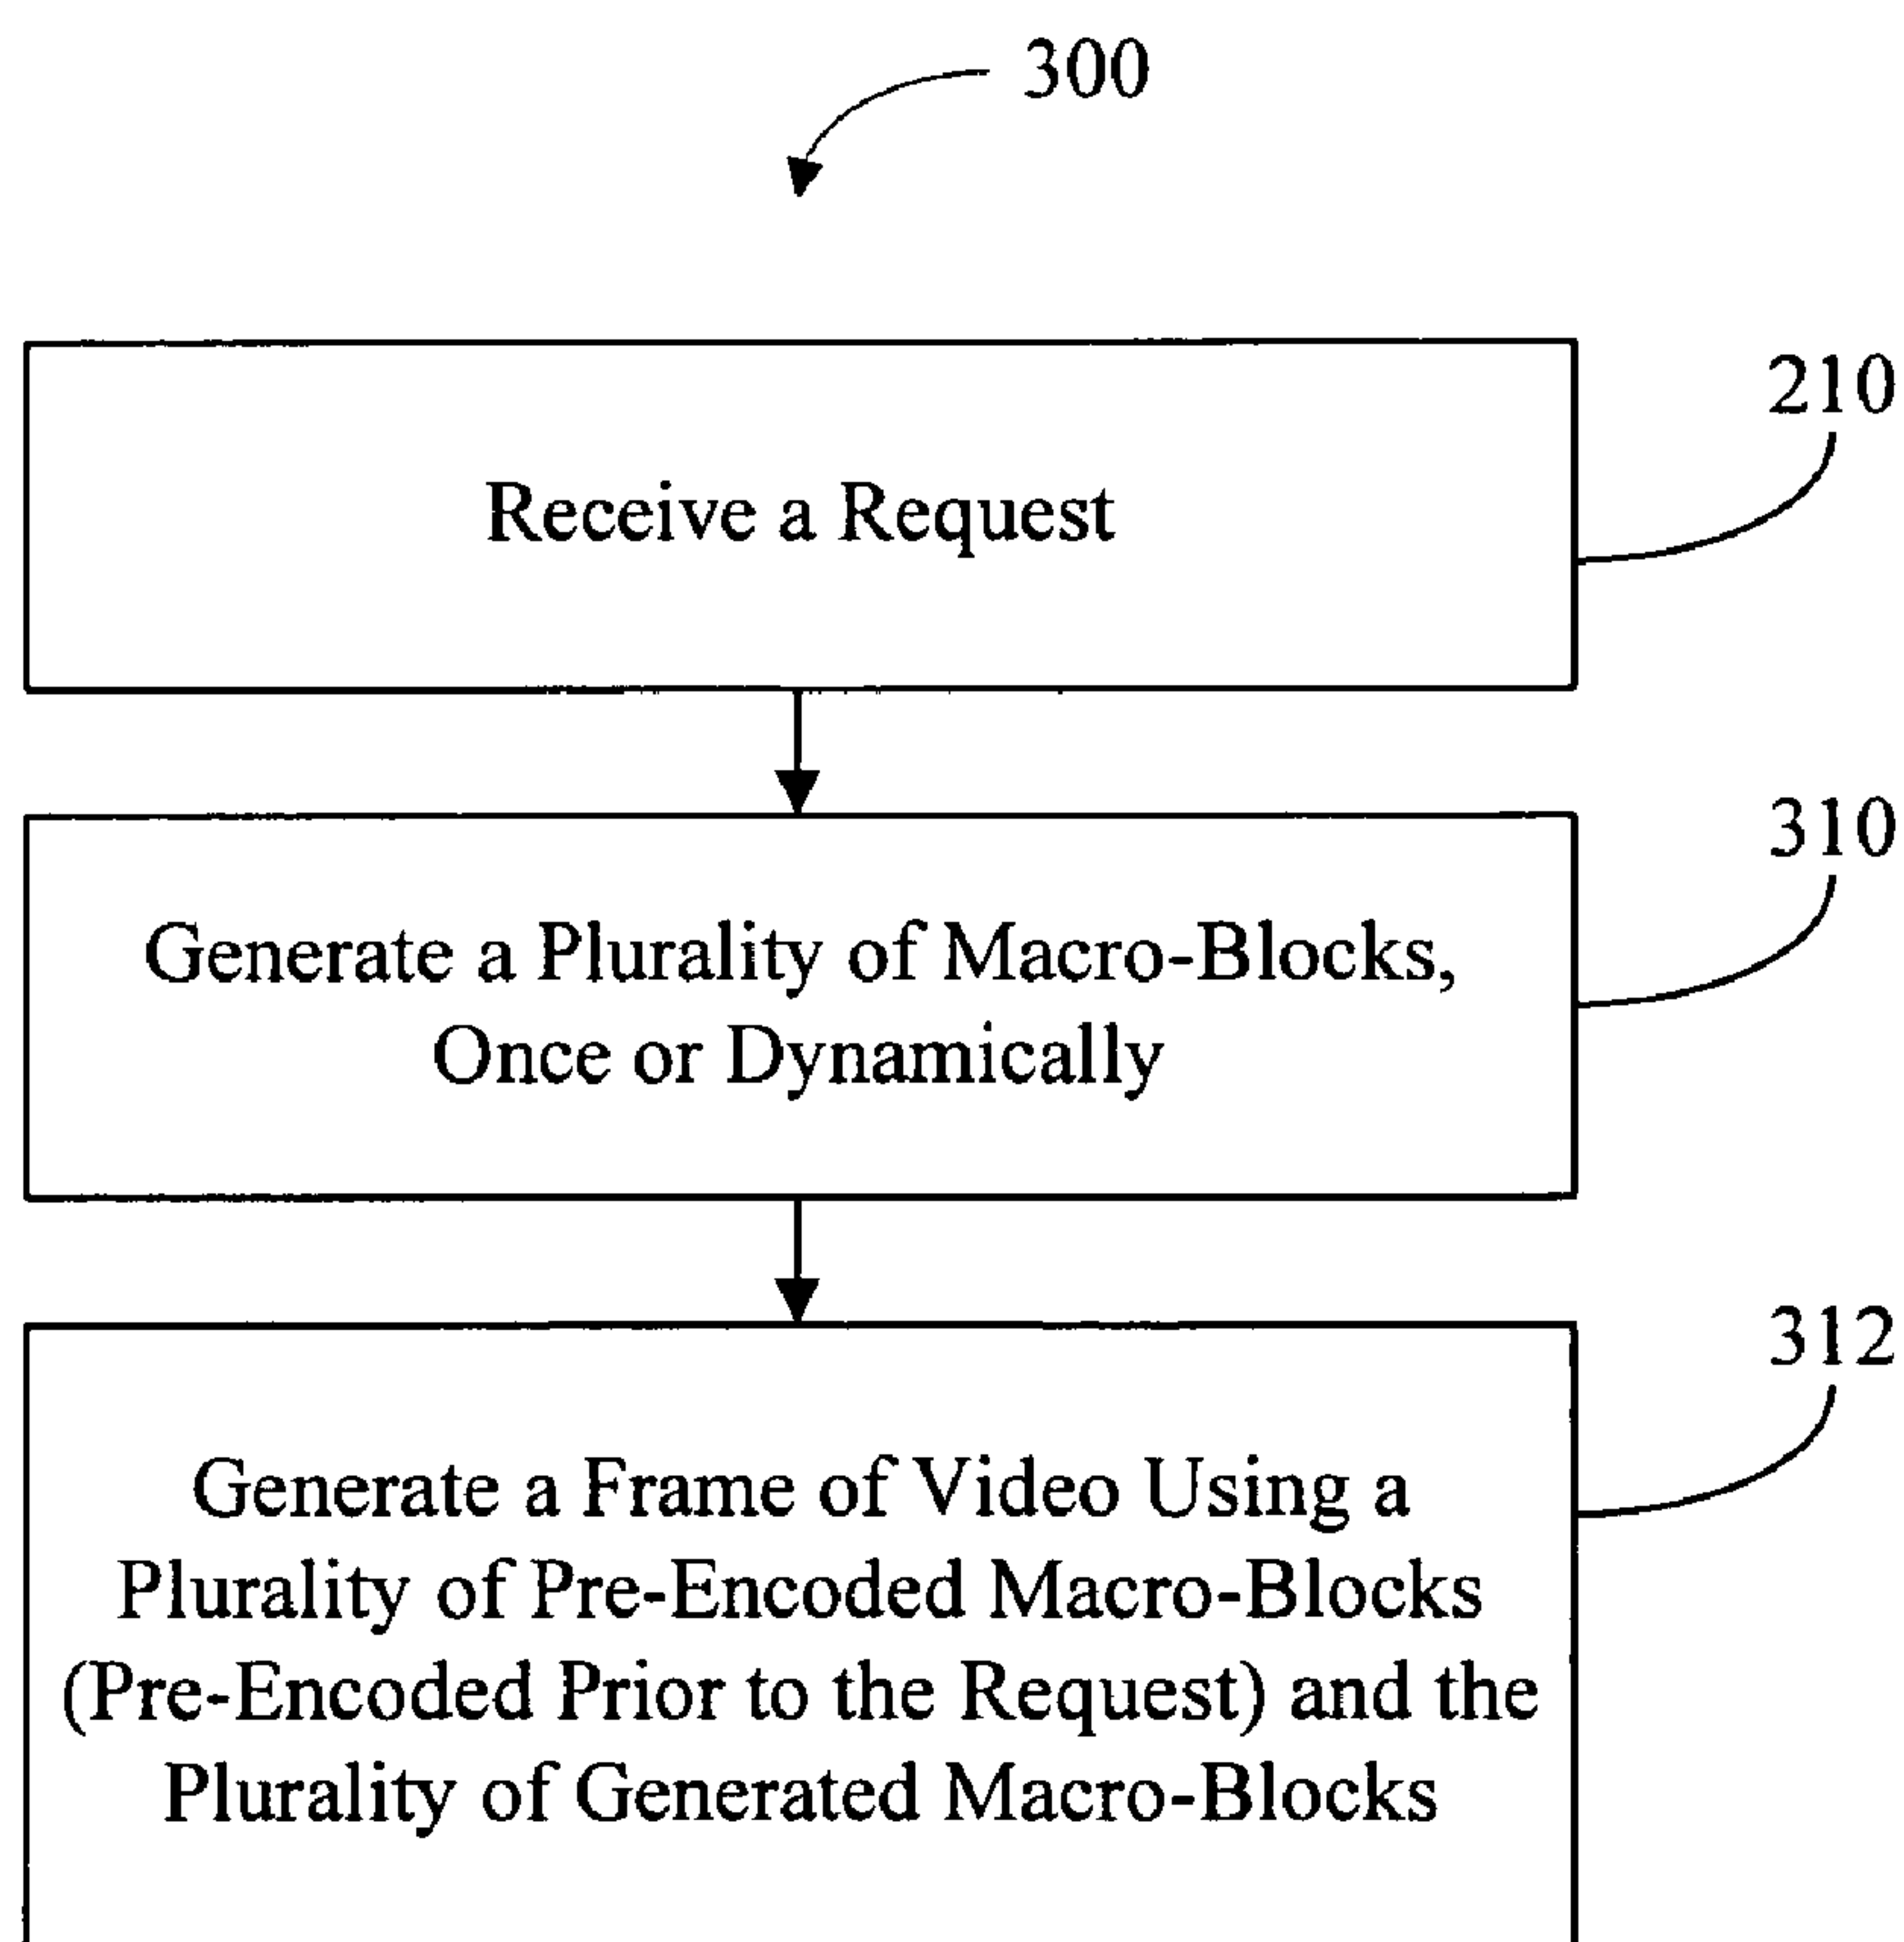 300
210
Receive a Request
310
Generate a Plurality of Macro-Blocks,
Once or Dynamically
312
Generate a Frame of Video Using a
Plurality of Pre-Encoded Macro-Blocks
(Pre-Encoded Prior to the Request) and the
Plurality of Generated Macro-Blocks